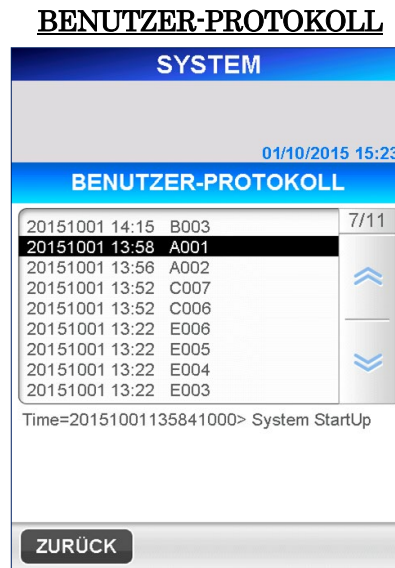 BENUTZER-PROTOKOLL
SYSTEM
01/10/2015 15:23
BENUTZER-PROTOKOLL
7/11
20151001 14:15 B003
20151001 13:58 A001
20151001 13:56 A002
20151001 13:52 C007
20151001 13:52 C006
20151001 13:22 E006
20151001 13:22 E005
20151001 13:22 E004
20151001 13:22 E003
Time=20151001135841000> System StartUp
ZURÜCK